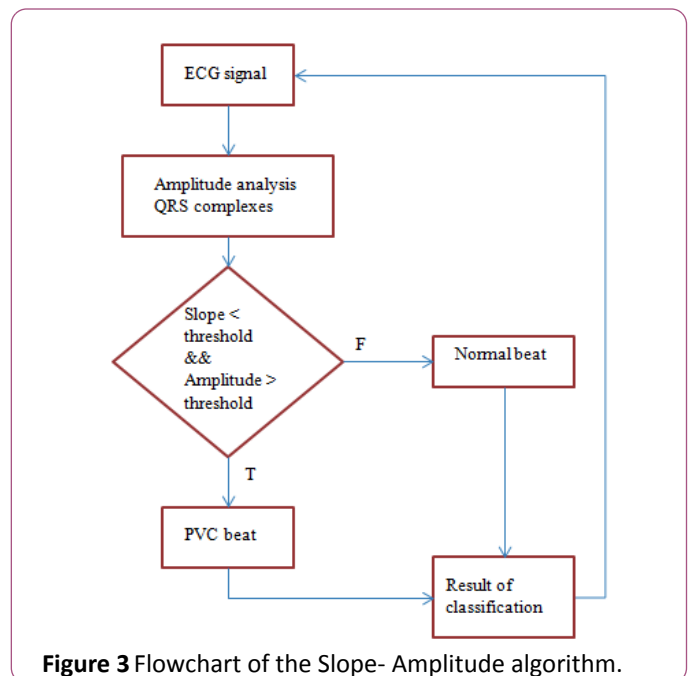 ECG signal
Amplitude analysis
QRS complexes
Slope <
threshold
&&
Amplitude >
threshold
F
Normal beat
T
PVC beat
Result of
classification
Figure 3 Flowchart of the Slope- Amplitude algorithm.